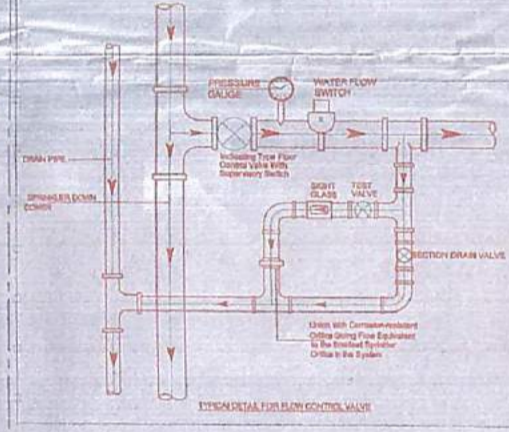 PRESSURE
GAUGE
WATER FLOW
SWITCH
DRAIN PIPE
Indicating Type Floor
Control Valve With
Supervisory Switch
SPRINKLER DOWN
COMER
SIGHT
GLASS
TEST
VALVE
SECTION DRAIN VALVE
Union With Corrosion-resistant
Orifice Giving Flow Equivalent
to the Smallest Sprinkler
Orifice in the System
TYPICAL DETAIL FOR FLOW CONTROL VALVE